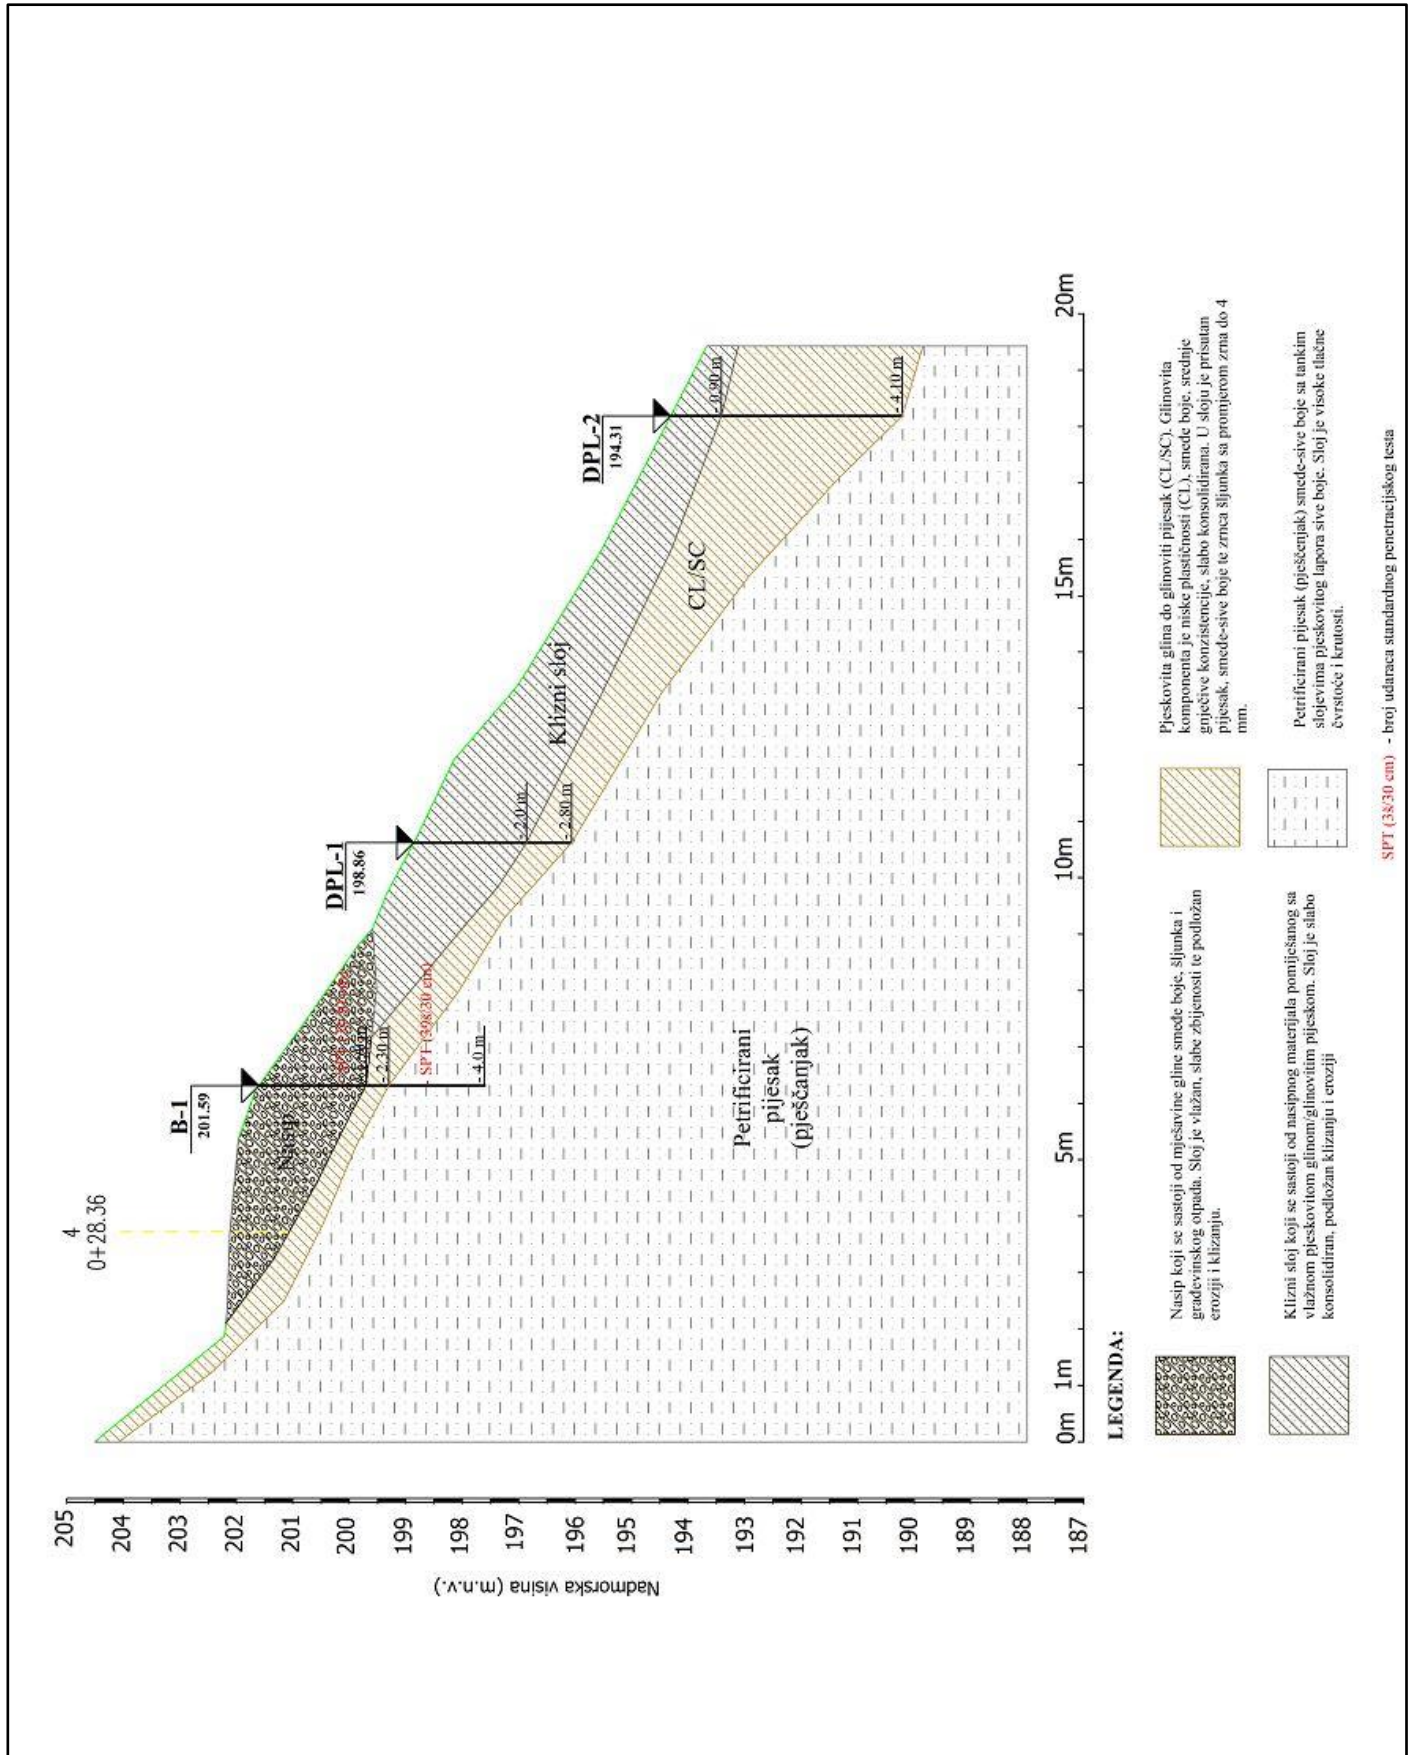 4
0+28.36
B-1
201.59
DPL-1
198.86
DPL-2
194.31
Nasip
- 2.30 m
SPT (39š/30 cm)
- 4.0 m
- 2.0 m
- 2.80 m
Klizni sloj
CL/SC
- 0.90 m
- 4.10 m
Petrificirani
pijesak
(pješčanjak)
205
204
203
202
201
200
199
198
197
196
195
194
193
192
191
190
189
188
187
Nadmorska visina (m.n.v.)
0m
1m
5m
10m
15m
20m
LEGENDA:
Nasip koji se sastoji od mješavine gline smeđe boje, šljunka i
građevinskog otpada. Sloj je vlažan, slabe zbijenosti te podložan
eroziji i klizanju.
Klizni sloj koji se sastoji od nasipnog materijala pomiješanog sa
vlažnom pjeskovitom glinom/glinovitim pijeskom. Sloj je slabo
konsolidiran, podložan klizanju i eroziji
Pjeskovita glina do glinoviti pijesak (CL/SC). Glinovita
komponenta je niske plastičnosti (CL), smeđe boje, srednje
gnječive konzistencije, slabo konsolidirana. U sloju je prisutan
pijesak, smeđe-sive boje te zrnca šljunka sa promjerom zrna do 4
mm.
Petrificirani pijesak (pješčenjak) smeđe-sive boje sa tankim
slojevima pjeskovitog lapora sive boje. Sloj je visoke tlačne
čvrstoće i krutosti.
SPT (3š/30 cm) - broj udaraca standardnog penetracijskog testa